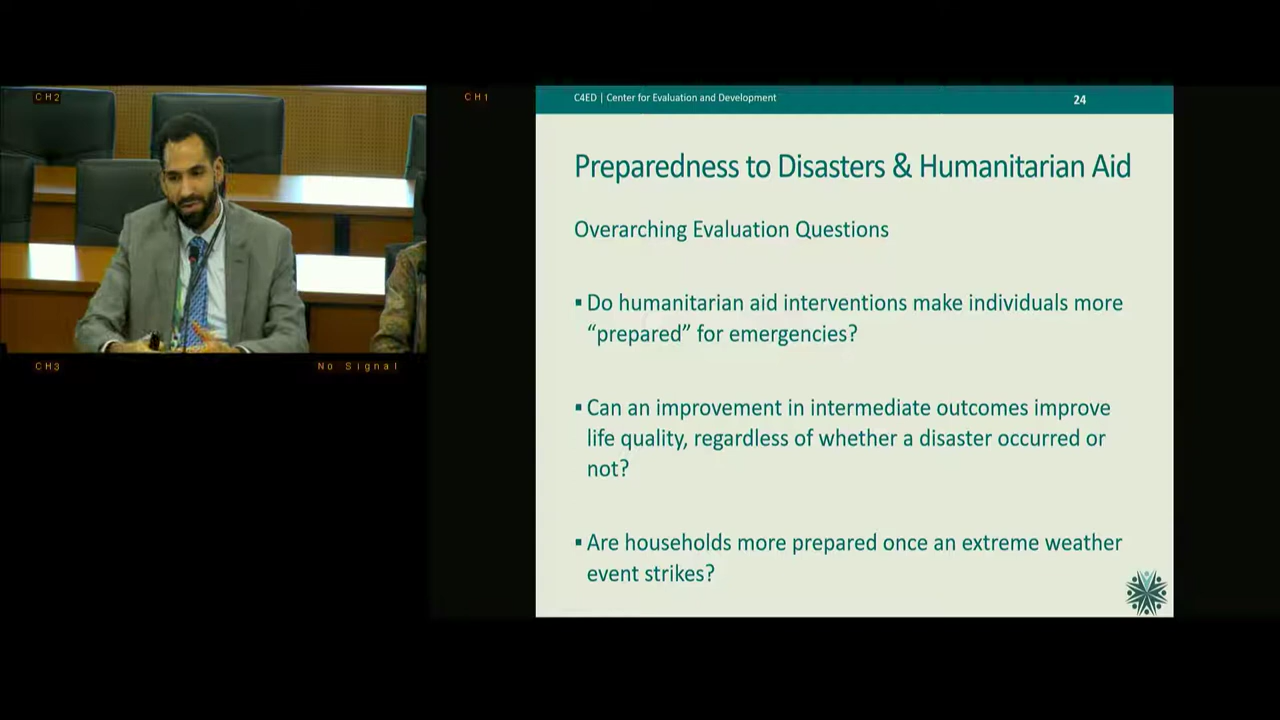 CH2
CH1
CH3
No Signal
C4ED | Center for Evaluation and Development
24
Preparedness to Disasters & Humanitarian Aid
Overarching Evaluation Questions
▪ Do humanitarian aid interventions make individuals more
“prepared” for emergencies?
▪ Can an improvement in intermediate outcomes improve
life quality, regardless of whether a disaster occurred or
not?
▪ Are households more prepared once an extreme weather
event strikes?